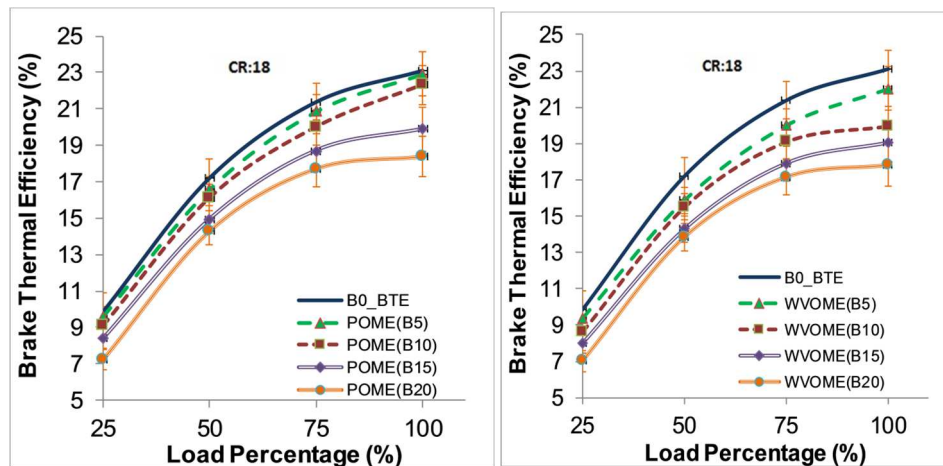 Brake Thermal Efficiency (%)
25
23
21
19
17
15
13
11
9
7
5
CR:18
B0_BTE
POME(B5)
POME(B10)
POME(B15)
POME(B20)
25 50 75 100
Load Percentage (%)
Brake Thermal Efficiency (%)
25
23
21
19
17
15
13
11
9
7
5
CR:18
B0_BTE
WVOME(B5)
WVOME(B10)
WVOME(B15)
WVOME(B20)
25 50 75 100
Load Percentage (%)